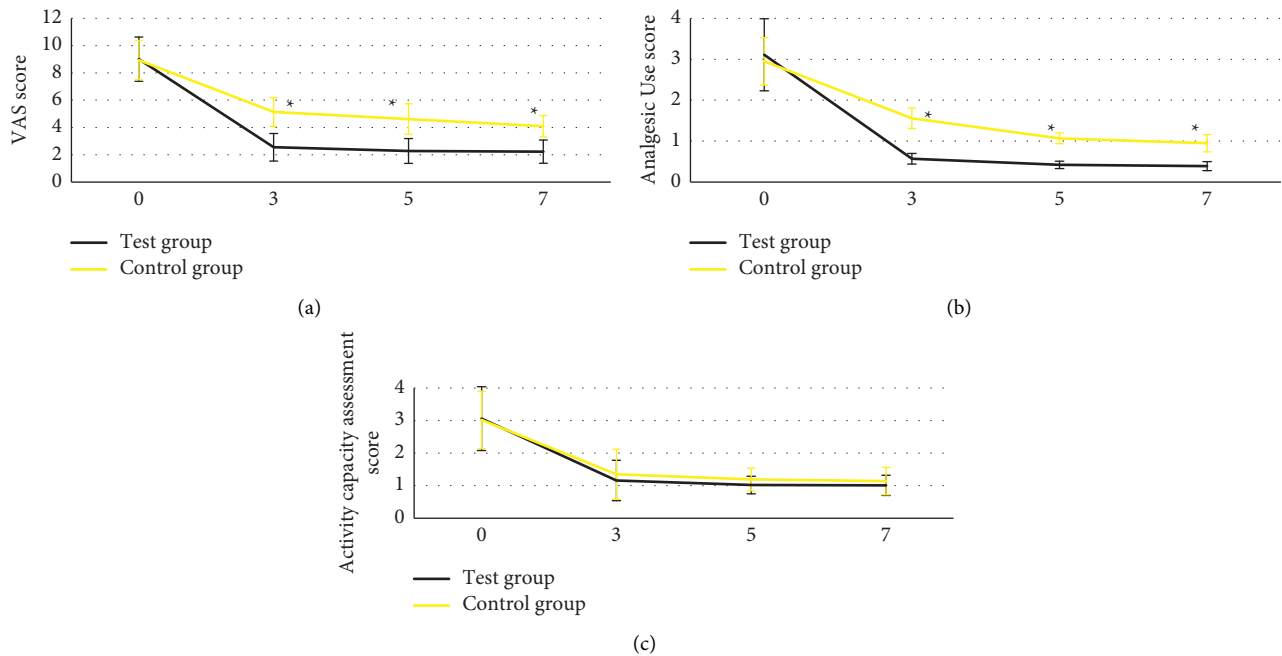 VAS score
12
10
8
6
4
2
0
* * *
0 3 5 7
Test group
Control group
(a)
Analgesic Use score
4
3
2
1
0
* * *
0 3 5 7
Test group
Control group
(b)
Activity capacity assessment
score
4
3
2
1
0
0 3 5 7
Test group
Control group
(c)